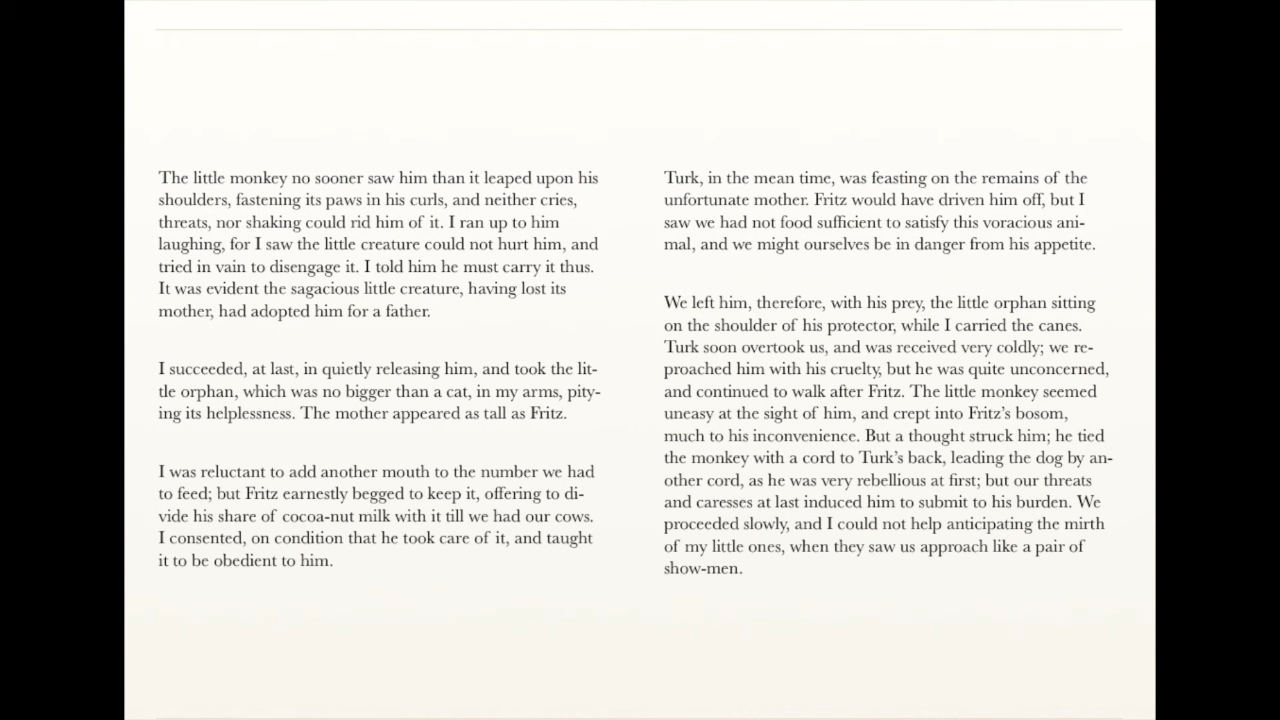 The little monkey no sooner saw him than it leaped upon his
shoulders, fastening its paws in his curls, and neither cries,
threats, nor shaking could rid him of it. I ran up to him
laughing, for I saw the little creature could not hurt him, and
tried in vain to disengage it. I told him he must carry it thus.
It was evident the sagacious little creature, having lost its
mother, had adopted him for a father.
I succeeded, at last, in quietly releasing him, and took the lit-
tle orphan, which was no bigger than a cat, in my arms, pity-
ing its helplessness. The mother appeared as tall as Fritz.
I was reluctant to add another mouth to the number we had
to feed; but Fritz earnestly begged to keep it, offering to di-
vide his share of cocoa-nut milk with it till we had our cows.
I consented, on condition that he took care of it, and taught
it to be obedient to him.
Turk, in the mean time, was feasting on the remains of the
unfortunate mother. Fritz would have driven him off, but I
saw we had not food sufficient to satisfy this voracious ani-
mal, and we might ourselves be in danger from his appetite.
We left him, therefore, with his prey, the little orphan sitting
on the shoulder of his protector, while I carried the canes.
Turk soon overtook us, and was received very coldly; we re-
proached him with his cruelty, but he was quite unconcerned,
and continued to walk after Fritz. The little monkey seemed
uneasy at the sight of him, and crept into Fritz’s bosom,
much to his inconvenience. But a thought struck him; he tied
the monkey with a cord to Turk’s back, leading the dog by an-
other cord, as he was very rebellious at first; but our threats
and caresses at last induced him to submit to his burden. We
proceeded slowly, and I could not help anticipating the mirth
of my little ones, when they saw us approach like a pair of
show-men.